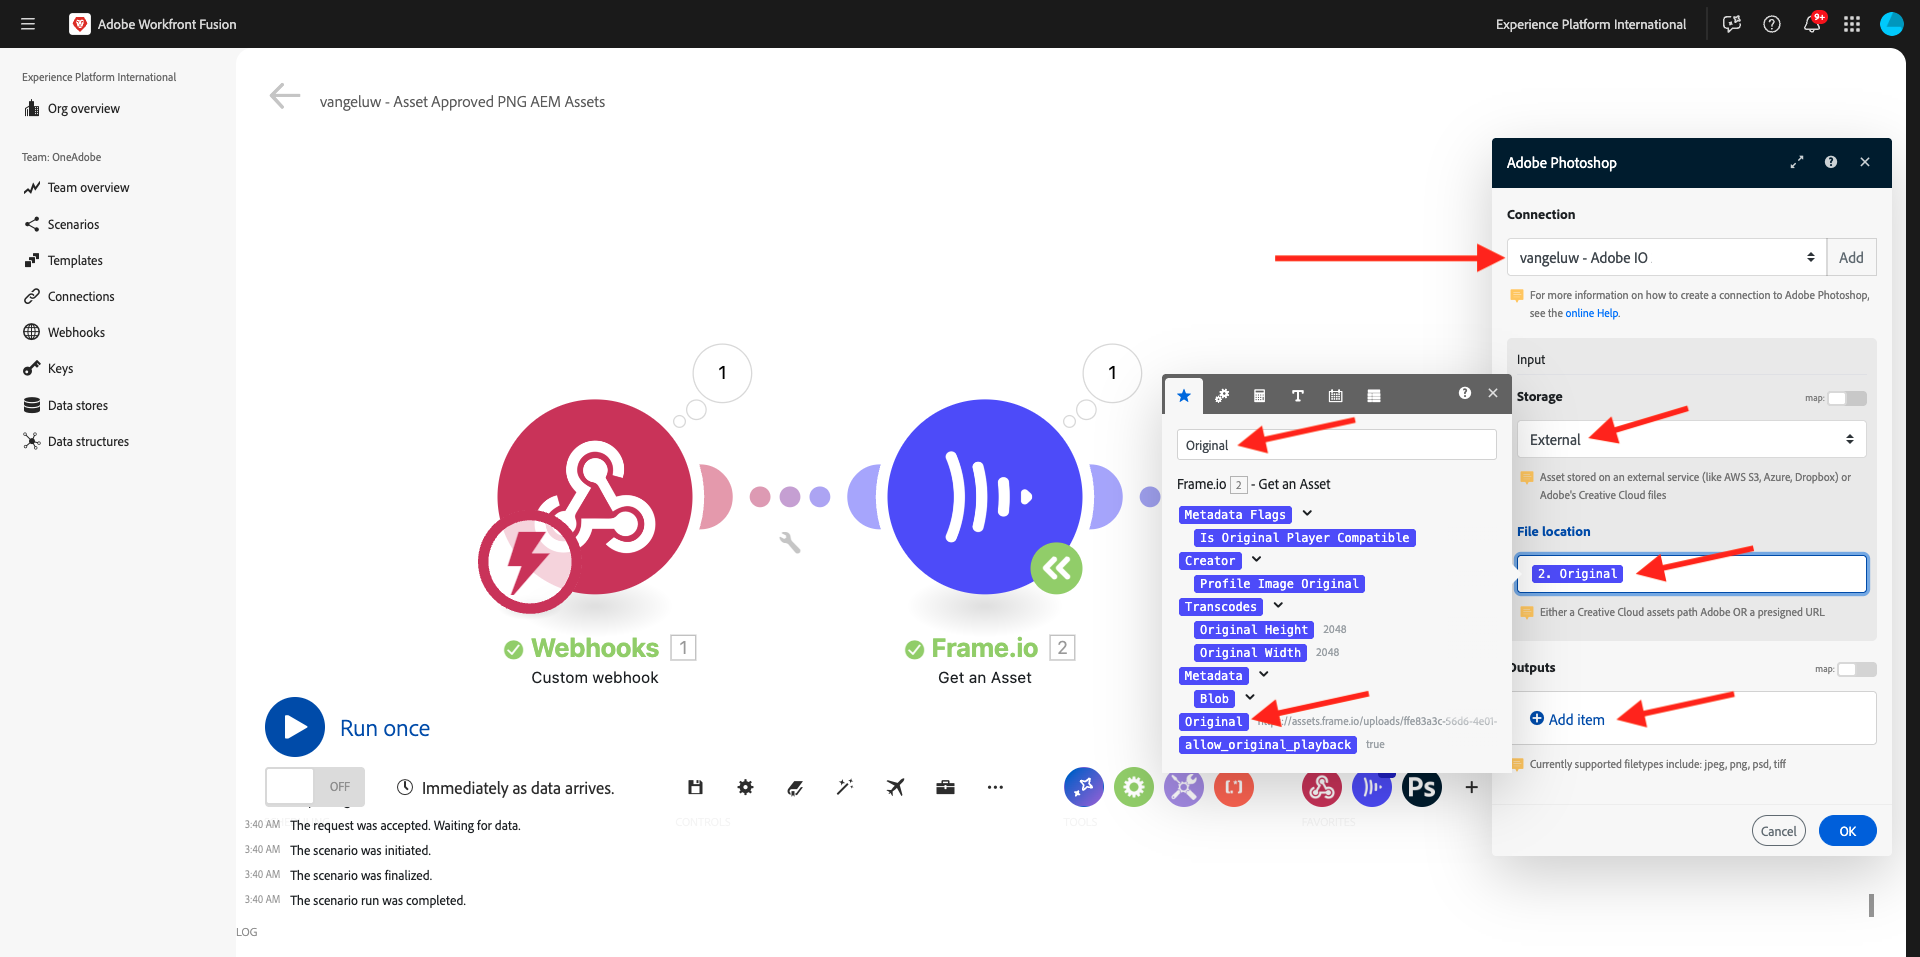 Adobe Workfront Fusion
Experience Platform International
9+
Experience Platform International
Org overview
Team: OneAdobe
Team overview
Scenarios
Templates
Connections
Webhooks
Keys
Data stores
Data structures
vangeluw - Asset Approved PNG AEM Assets
1
1
Webhooks 1
Custom webhook
Frame.io 2
Get an Asset
Run once
OFF
Immediately as data arrives.
CONTROLS
TOOLS
FAVORITES
Ps
3:40 AM The request was accepted. Waiting for data.
3:40 AM The scenario was initiated.
3:40 AM The scenario was finalized.
3:40 AM The scenario run was completed.
LOG
Original
Frame.io 2 - Get an Asset
Metadata Flags
Is Original Player Compatible
Creator
Profile Image Original
Transcodes
Original Height 2048
Original Width 2048
Metadata
Blob
Original ://assets.frame.io/uploads/ffe83a3c-56d6-4e01-
allow_original_playback true
Adobe Photoshop
Connection
vangeluw - Adobe IO
Add
For more information on how to create a connection to Adobe Photoshop,
see the online Help.
Input
Storage
map:
External
Asset stored on an external service (like AWS S3, Azure, Dropbox) or
Adobe's Creative Cloud files
File location
2. Original
Either a Creative Cloud assets path Adobe OR a presigned URL
Outputs
map:
Add item
Currently supported filetypes include: jpeg, png, psd, tiff
Cancel
OK